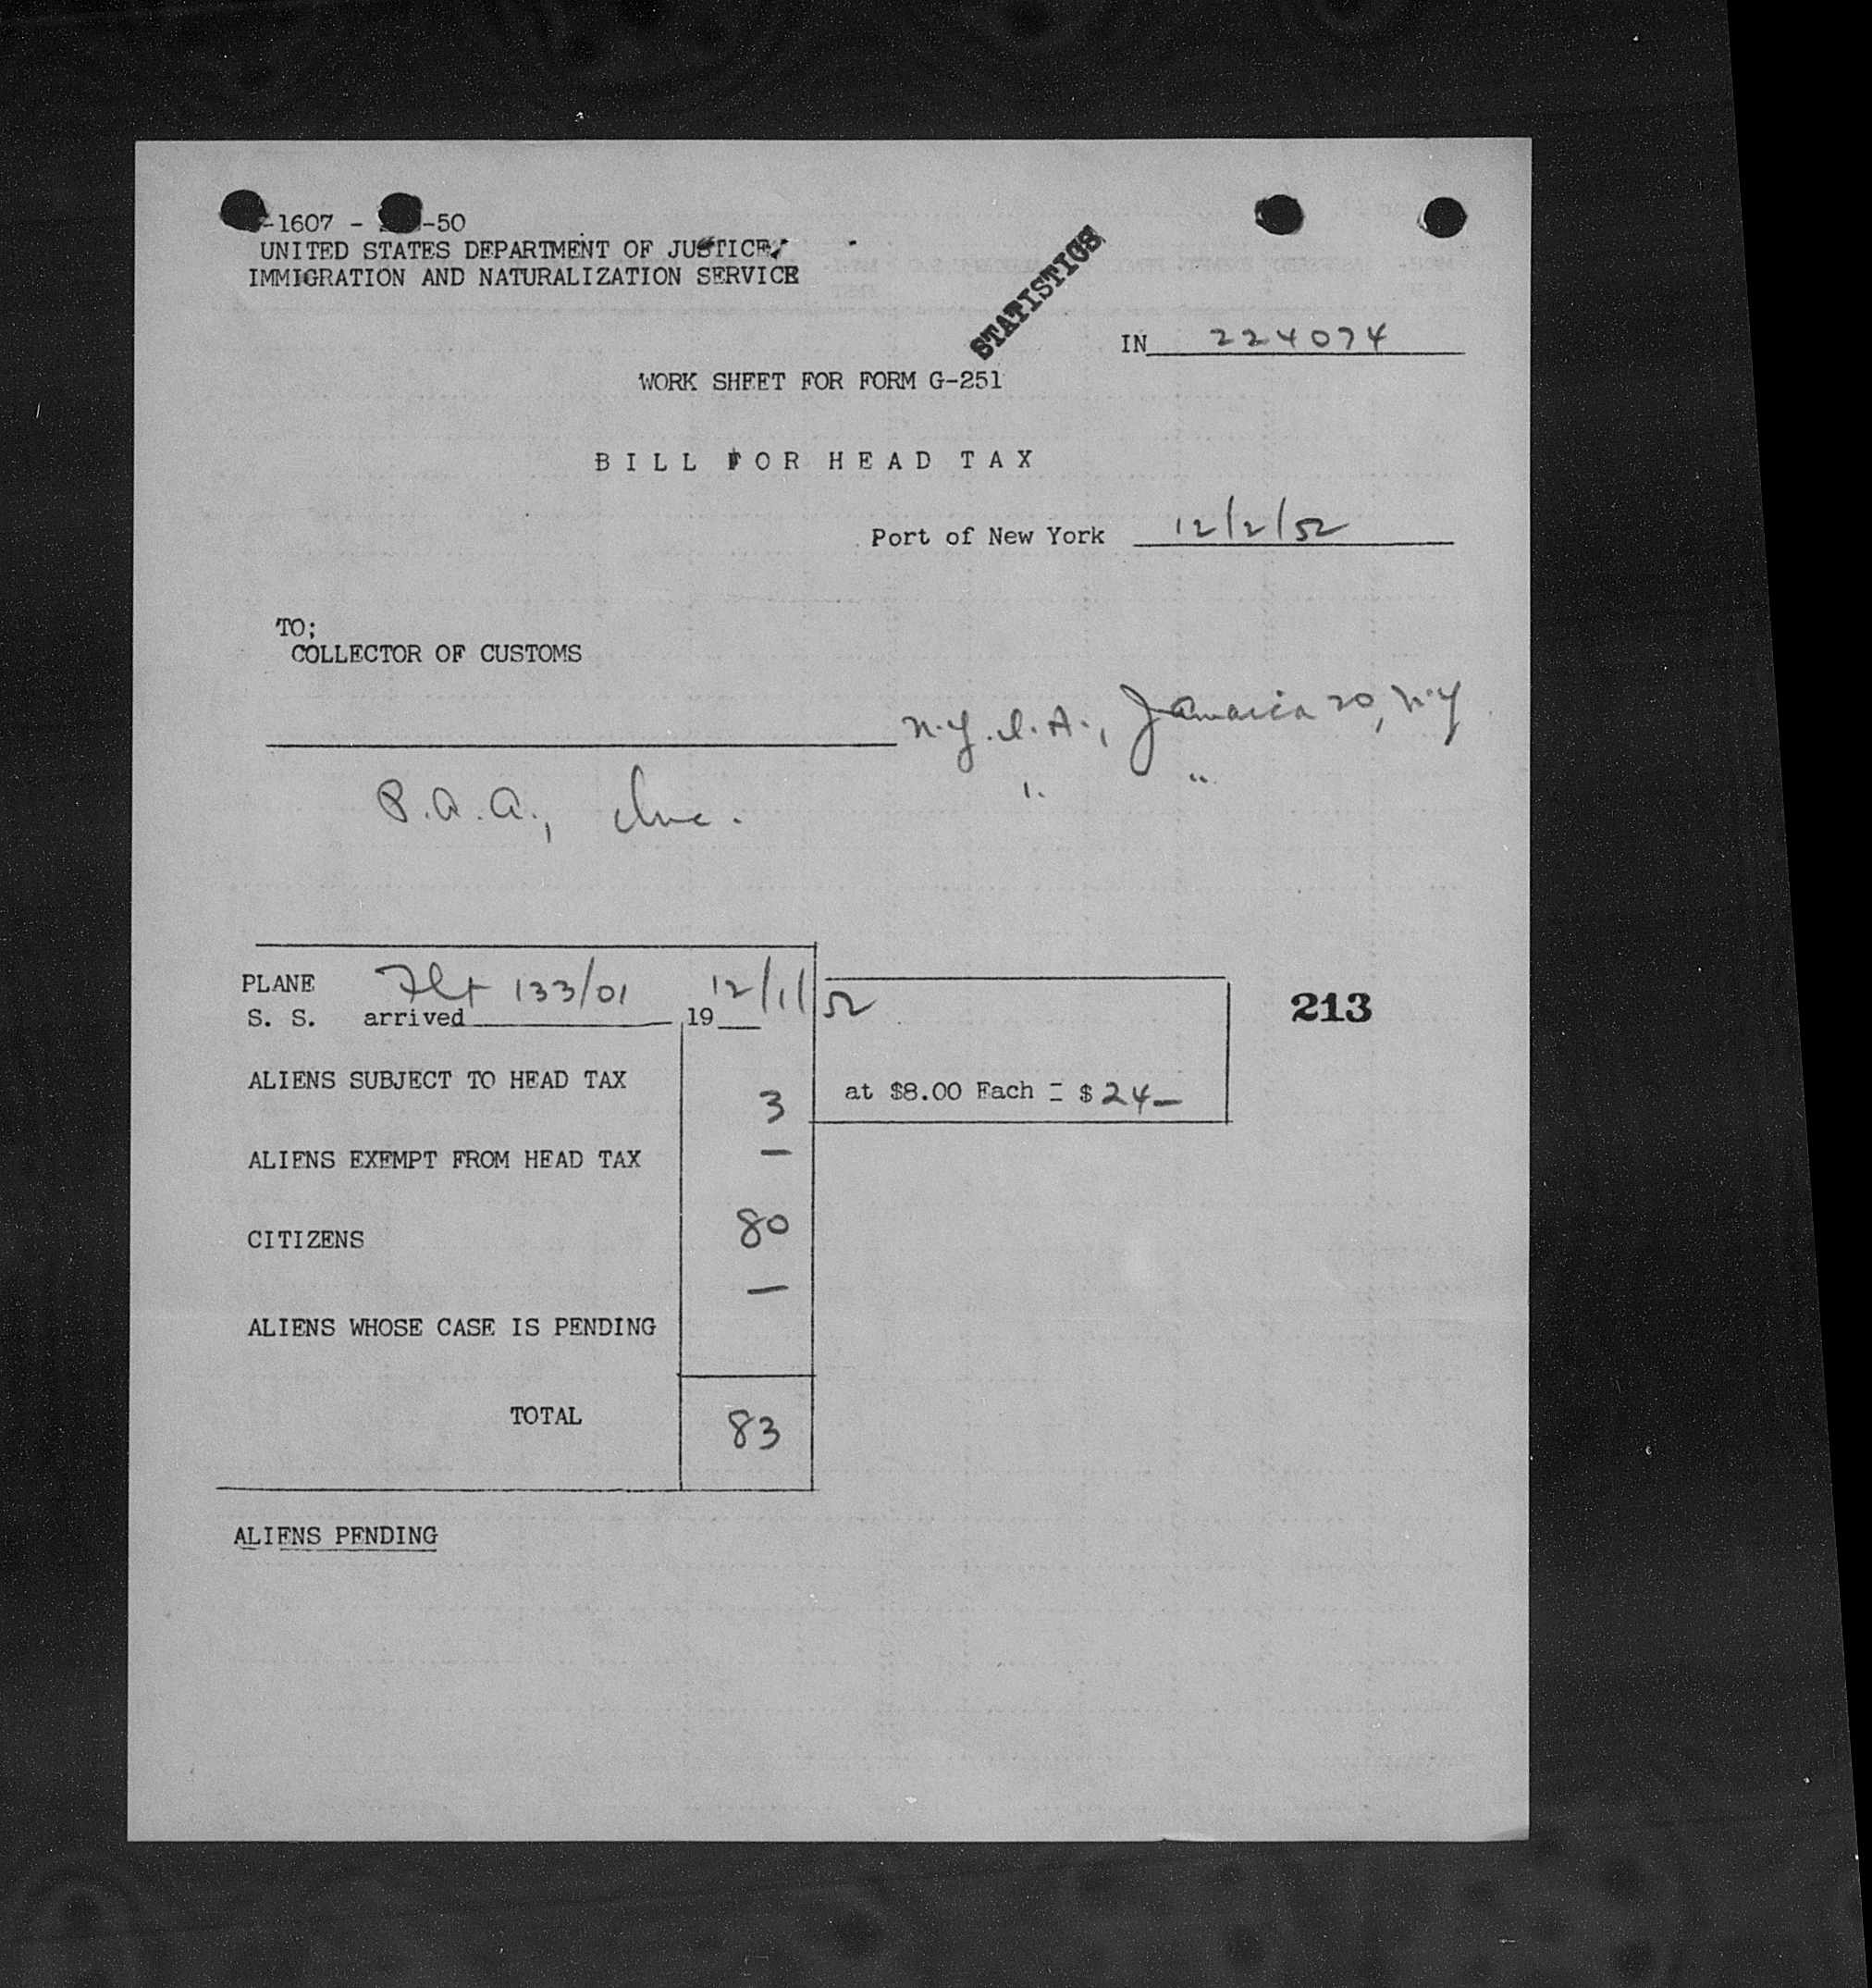 -1607 - -50
UNITED STATES DEPARTMENT OF JUSTICE
IMMIGRATION AND NATURALIZATION SERVICE
STATISTICS
IN 224074
WORK SHEET FOR FORM G-251
BILL FOR HEAD TAX
Port of New York 12/2/52
TO;
COLLECTOR OF CUSTOMS
N.Y.I.A., Jamaica 20, N.Y
P.A.A., Inc. " "
PLANE Flt 133/01 12/1/52
S. S. arrived 19
213
ALIENS SUBJECT TO HEAD TAX 3 at $8.00 Each = $ 24—
ALIENS EXEMPT FROM HEAD TAX —
CITIZENS 80
ALIENS WHOSE CASE IS PENDING —
TOTAL 83
ALIENS PENDING